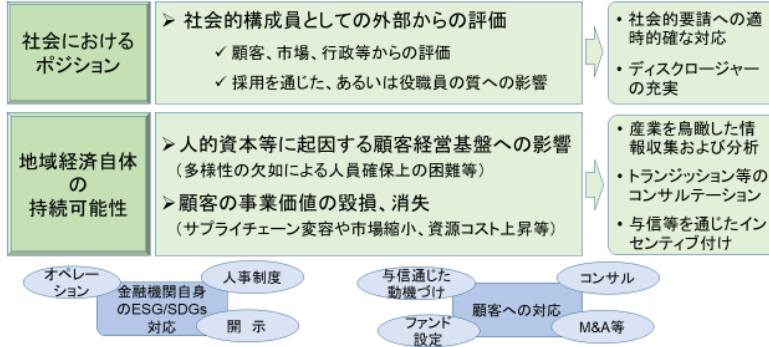 社会における
ポジション
➢ 社会的構成員としての外部からの評価
✓ 顧客、市場、行政等からの評価
✓ 採用を通じた、あるいは役職員の質への影響
• 社会的要請への適
時的確な対応
• ディスクロージャー
の充実
地域経済自体
の
持続可能性
➢ 人的資本等に起因する顧客経営基盤への影響
（多様性の欠如による人員確保上の困難等）
➢ 顧客の事業価値の毀損、消失
（サプライチェーン変容や市場縮小、資源コスト上昇等）
• 産業を鳥瞰した情
報収集および分析
• トランジッション等の
コンサルテーション
• 与信等を通じたイン
センティブ付け
オペレー
ション
人事制度
金融機関自身
のESG/SDGs
対応
開 示
与信通じた
動機づけ
コンサル
顧客への対応
ファンド
設定
M&A等